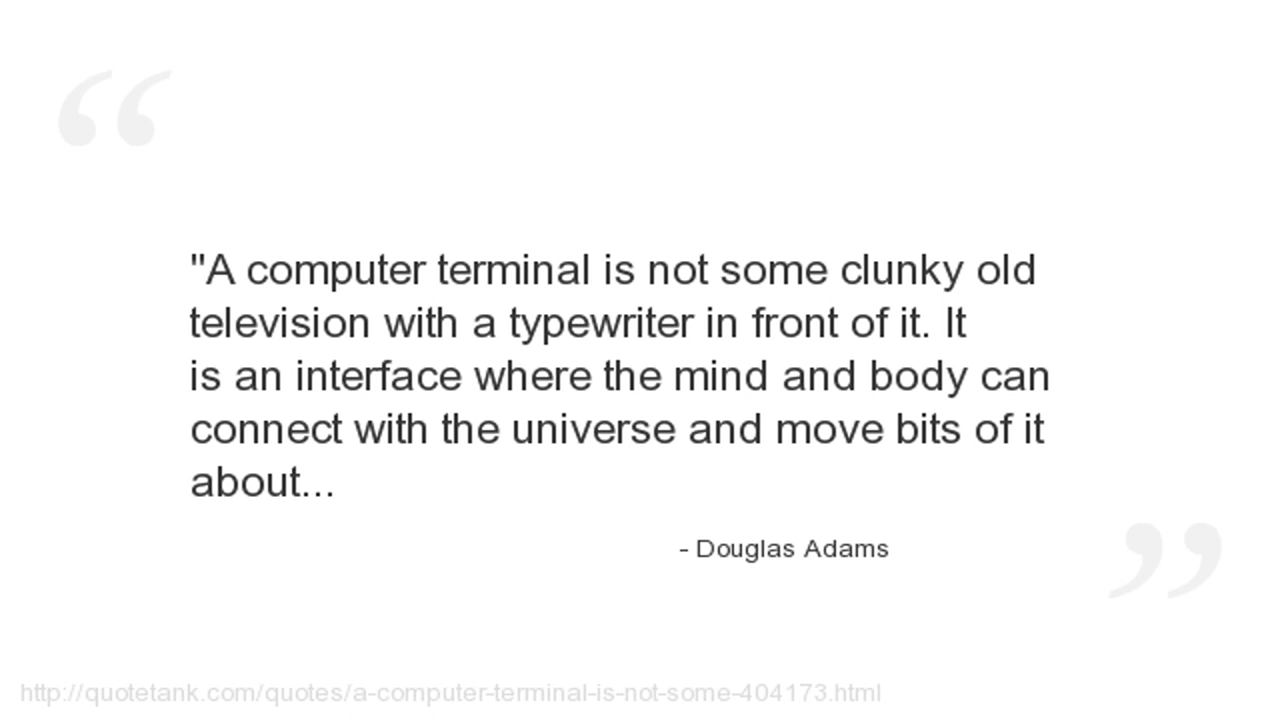 "A computer terminal is not some clunky old
television with a typewriter in front of it. It
is an interface where the mind and body can
connect with the universe and move bits of it
about...
- Douglas Adams
http://quotetank.com/quotes/a-computer-terminal-is-not-some-404173.html